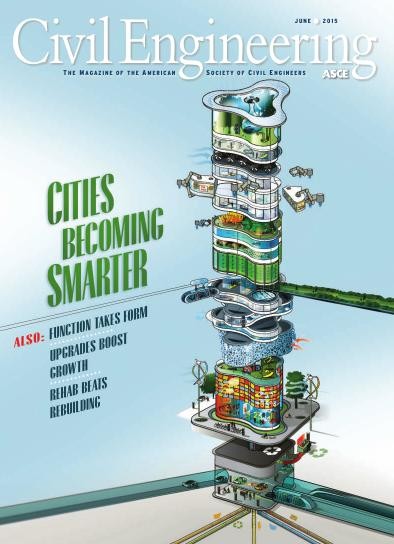 JUNE 2015
Civil Engineering
THE MAGAZINE OF THE AMERICAN SOCIETY OF CIVIL ENGINEERS
ASCE
CITIES
BECOMING
SMARTER
ALSO: FUNCTION TAKES FORM
UPGRADES BOOST
GROWTH
REHAB BEATS
REBUILDING